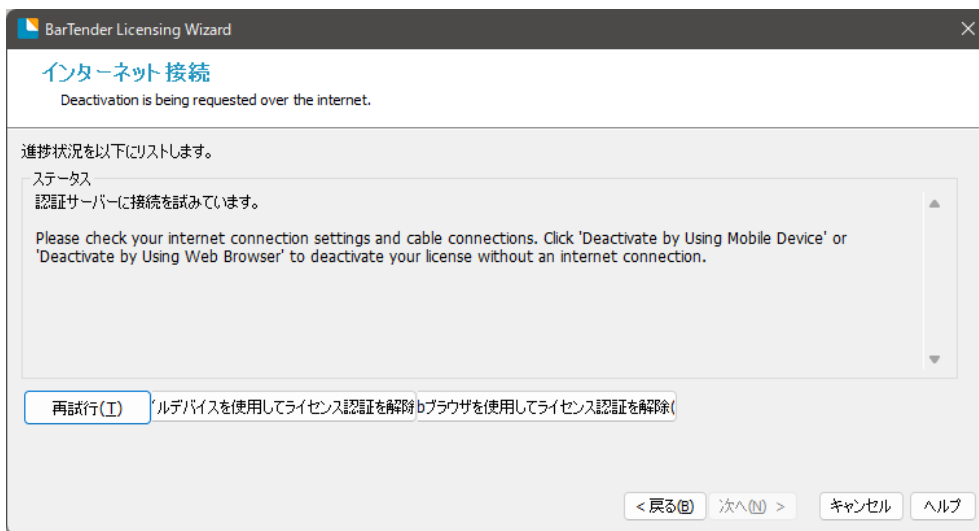 BarTender Licensing Wizard
インターネット接続
Deactivation is being requested over the internet.
進捗状況を以下にリストします。
ステータス
認証サーバーに接続を試みています。
Please check your internet connection settings and cable connections. Click 'Deactivate by Using Mobile Device' or
'Deactivate by Using Web Browser' to deactivate your license without an internet connection.
再試行(T) ルデバイスを使用してライセンス認証を解除 bブラウザを使用してライセンス認証を解除(
< 戻る(B) 次へ(N) > キャンセル ヘルプ